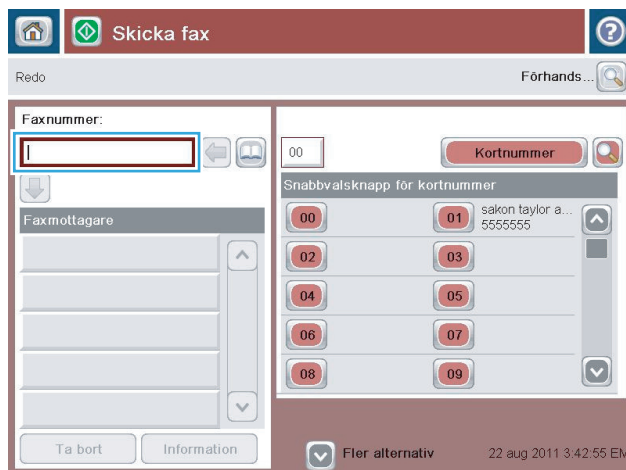 Skicka fax
Redo
Förhands...
Faxnummer:
00
Kortnummer
Snabbvalsknapp för kortnummer
Faxmottagare
00
01
sakon taylor a...
5555555
02
03
04
05
06
07
08
09
Ta bort
Information
Fler alternativ
22 aug 2011 3:42:55 EM